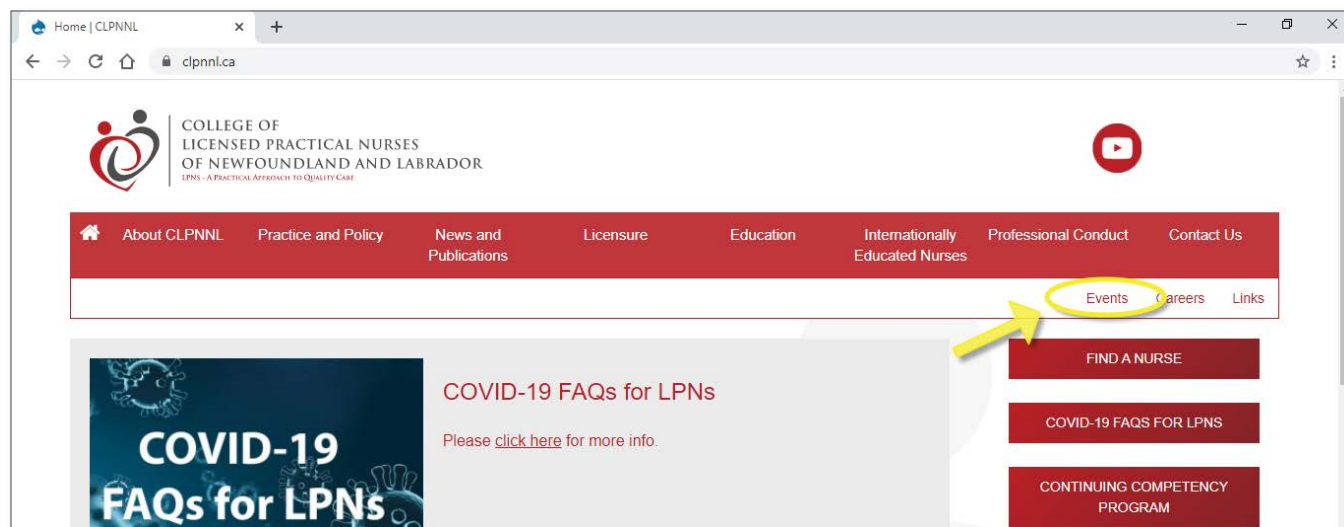 Home | CLPNNL
clpnnl.ca
COLLEGE OF
LICENSED PRACTICAL NURSES
OF NEWFOUNDLAND AND LABRADOR
LPNS - A PRACTICAL APPROACH TO QUALITY CARE
About CLPNNL Practice and Policy News and Publications Licensure Education Internationally Educated Nurses Professional Conduct Contact Us
Events Careers Links
COVID-19
FAQs for LPNs
COVID-19 FAQs for LPNs
Please click here for more info.
FIND A NURSE
COVID-19 FAQS FOR LPNS
CONTINUING COMPETENCY
PROGRAM